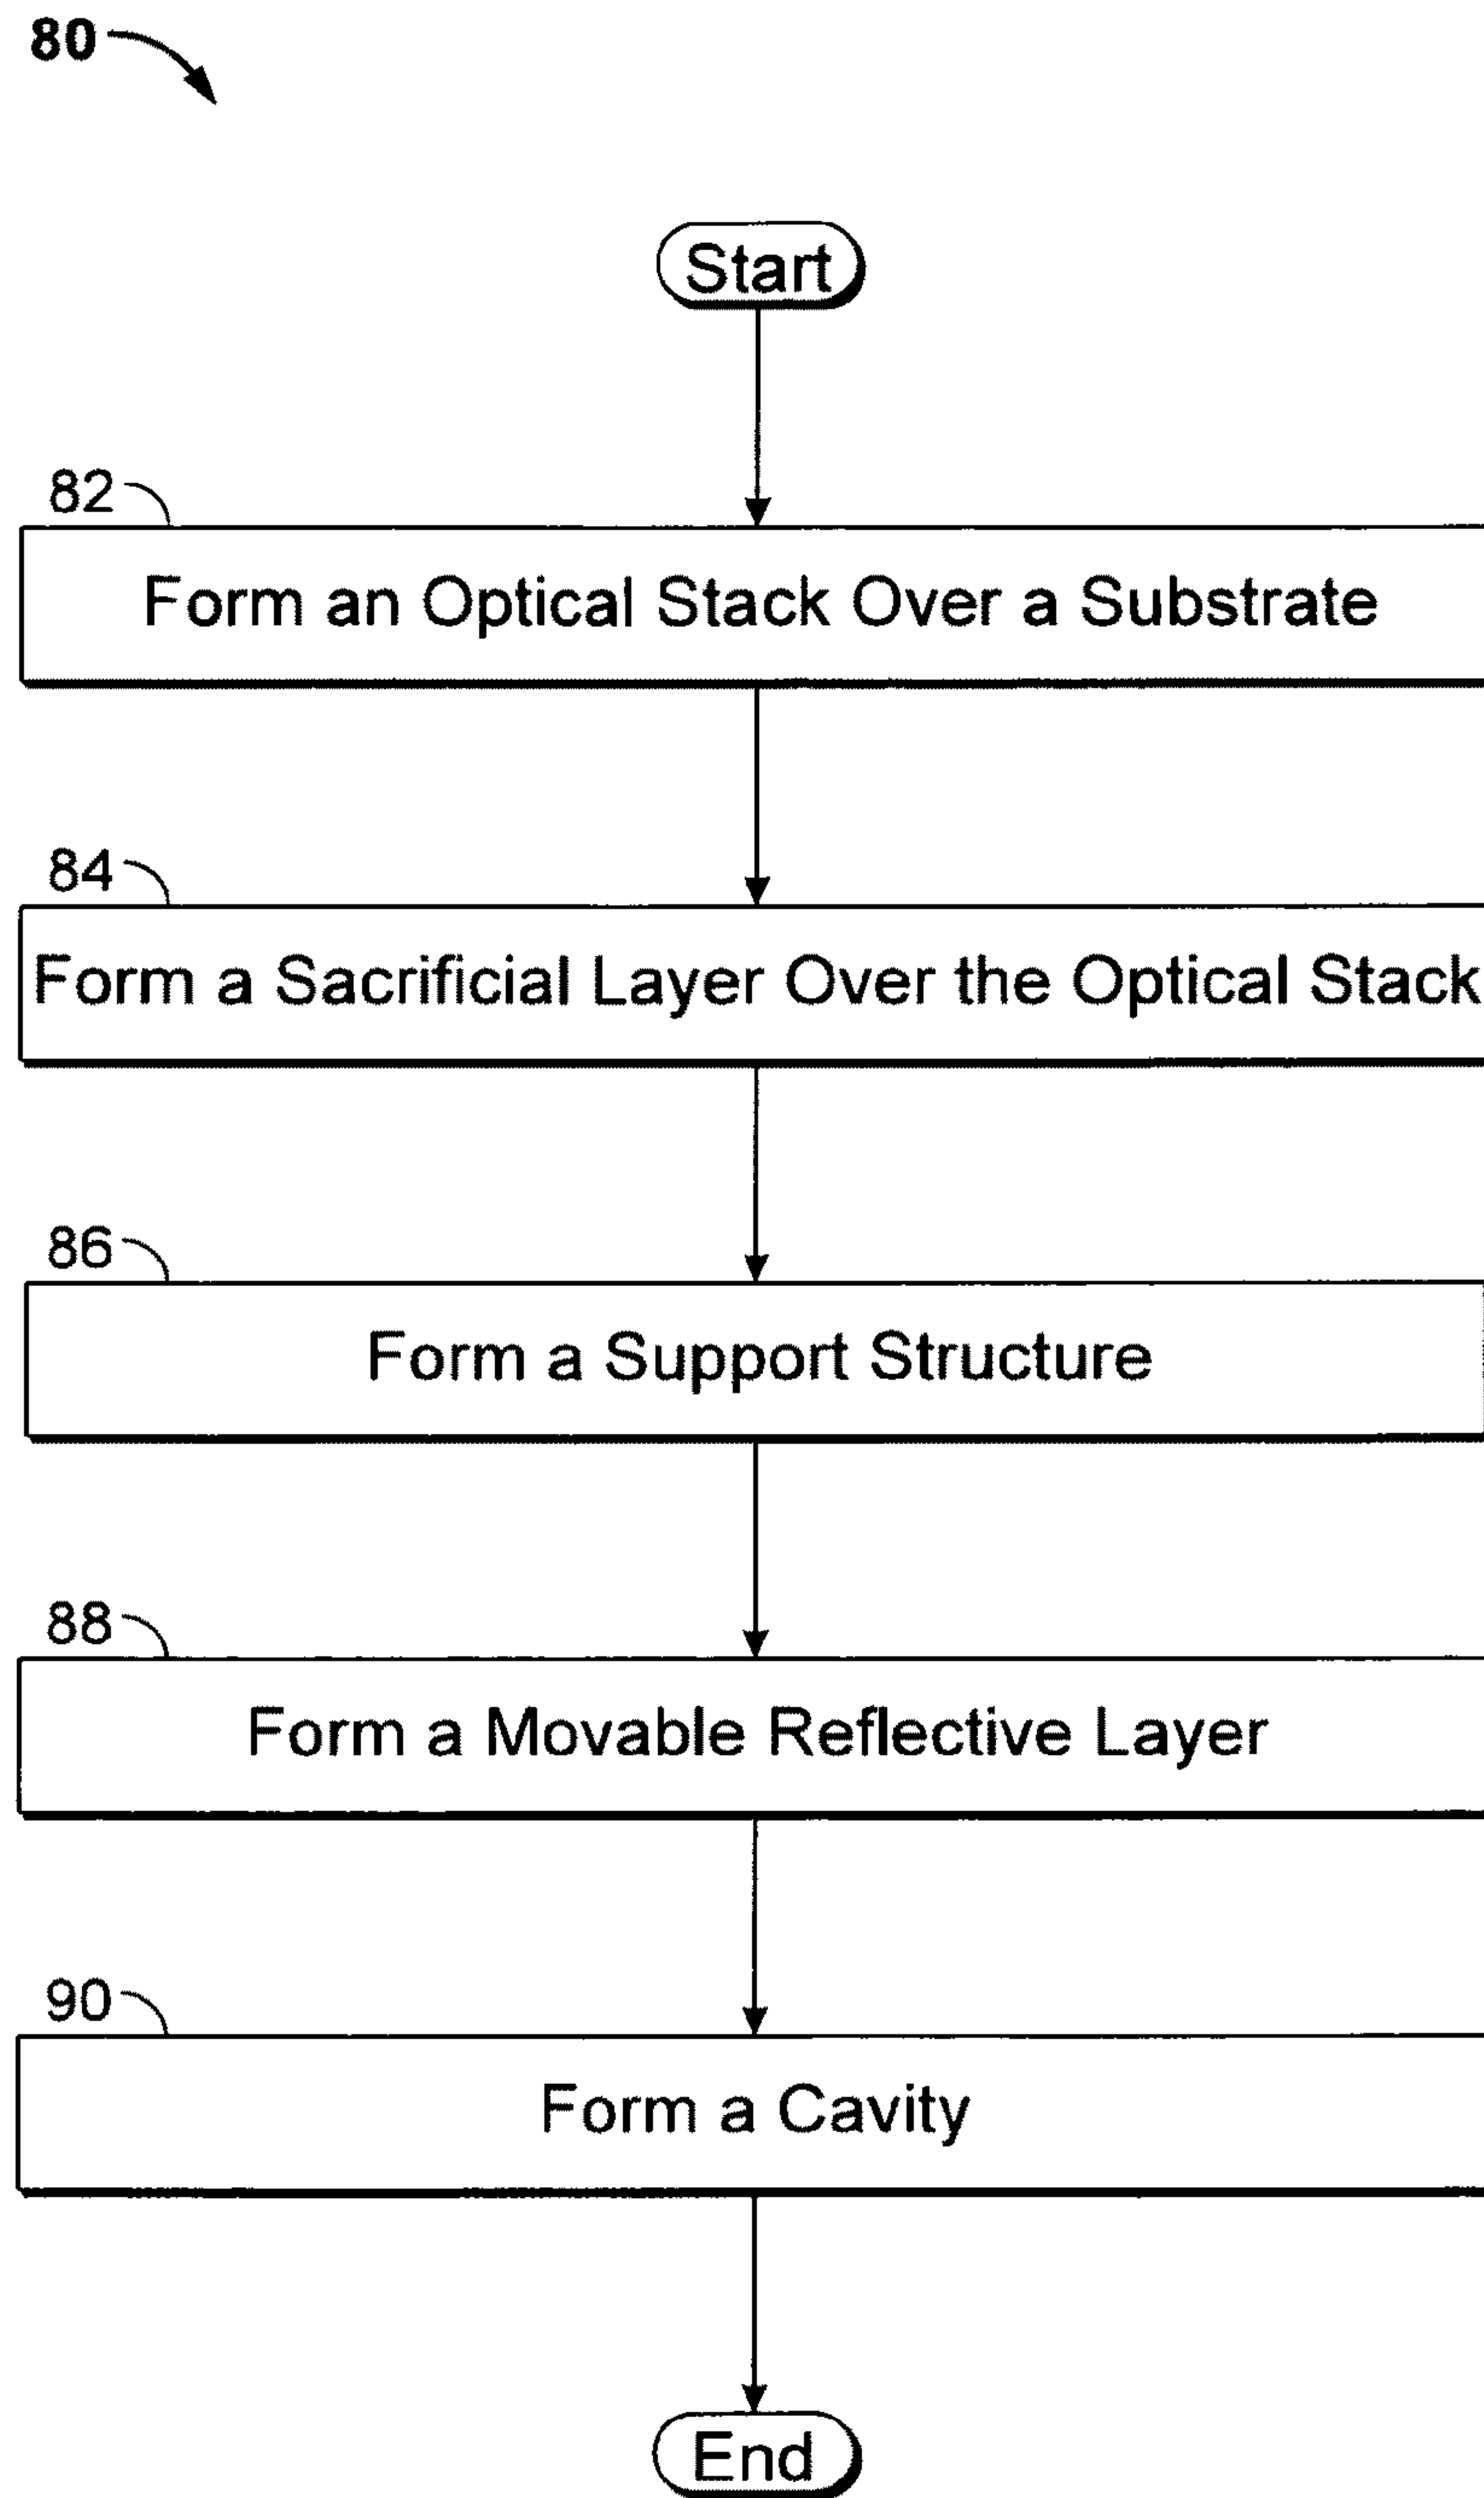 80
Start
82
Form an Optical Stack Over a Substrate
84
Form a Sacrificial Layer Over the Optical Stack
86
Form a Support Structure
88
Form a Movable Reflective Layer
90
Form a Cavity
End